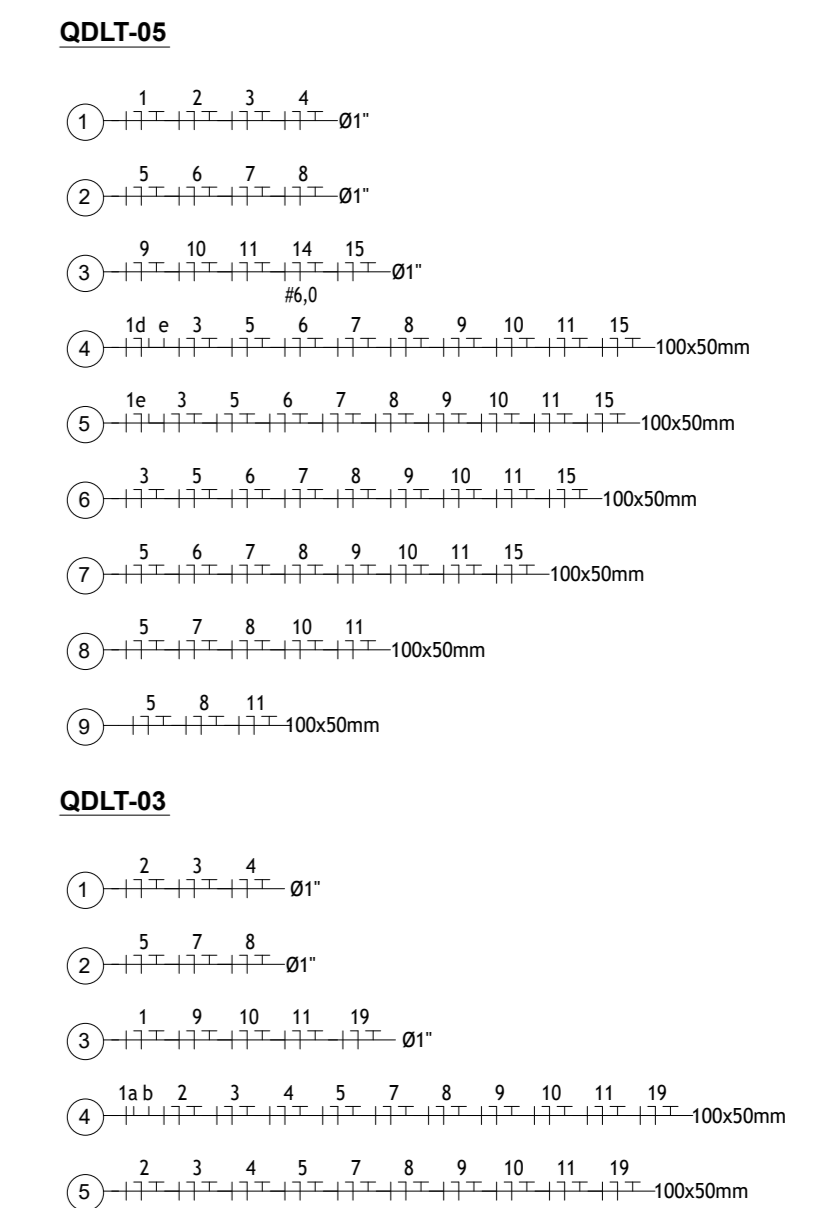 QDLT-05
1 2 3 4
1 Ø1"
5 6 7 8
2 Ø1"
9 10 11 14 15
3 Ø1"
#6,0
1d e 3 5 6 7 8 9 10 11 15
4 100x50mm
1e 3 5 6 7 8 9 10 11 15
5 100x50mm
3 5 6 7 8 9 10 11 15
6 100x50mm
5 6 7 8 9 10 11 15
7 100x50mm
5 7 8 10 11
8 100x50mm
5 8 11
9 100x50mm
QDLT-03
2 3 4
1 Ø1"
5 7 8
2 Ø1"
1 9 10 11 19
3 Ø1"
1a b 2 3 4 5 7 8 9 10 11 19
4 100x50mm
2 3 4 5 7 8 9 10 11 19
5 100x50mm